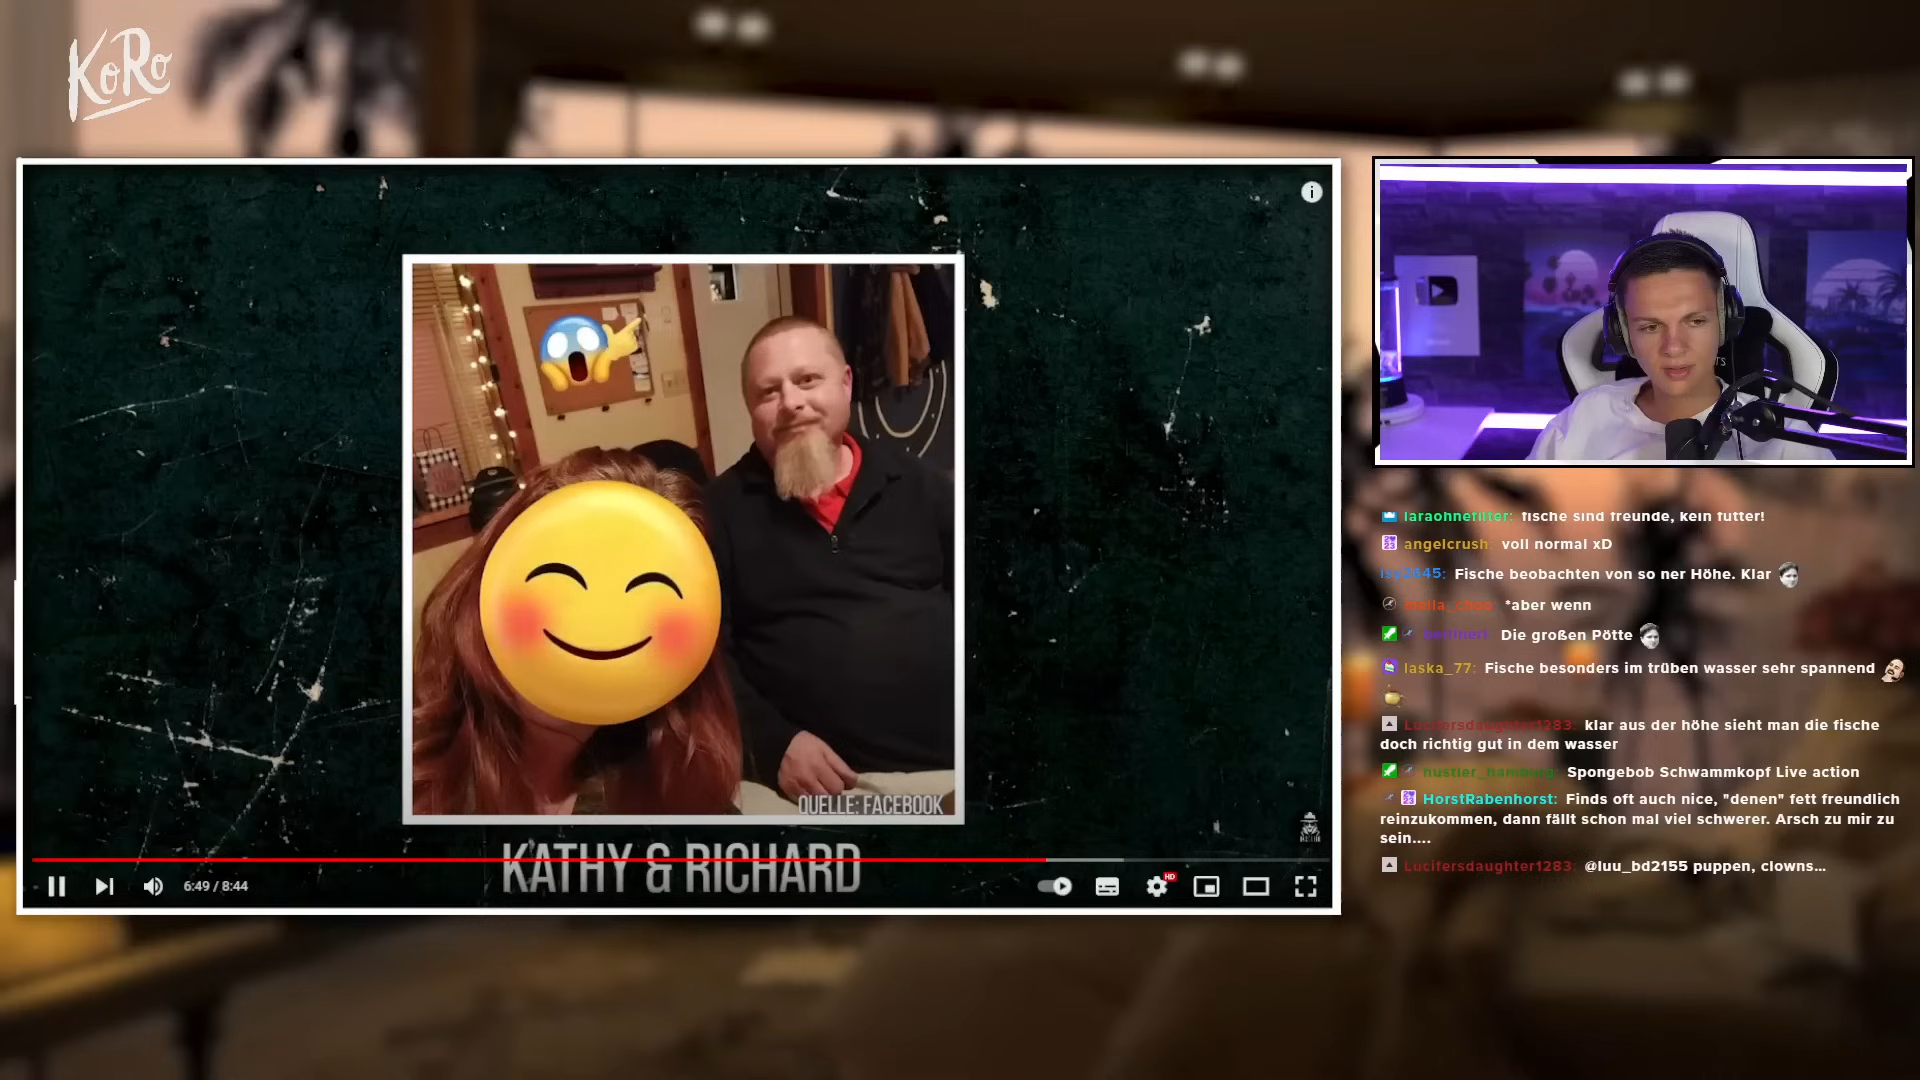 KoRo
QUELLE: FACEBOOK
KATHY & RICHARD
6:49 / 8:44
HD
laraohnefilter: fische sind freunde, kein futter!
angelcrush: voll normal xD
Fische beobachten von so ner Höhe. Klar
*aber wenn
Die großen Pötte
laska_77: Fische besonders im trüben wasser sehr spannend
Lucifersdaughter1283: klar aus der höhe sieht man die fische
doch richtig gut in dem wasser
hustler_hamburg: Spongebob Schwammkopf Live action
HorstRabenhorst: Finds oft auch nice, "denen" fett freundlich
reinzukommen, dann fällt schon mal viel schwerer. Arsch zu mir zu
sein....
Lucifersdaughter1283: @luu_bd2155 puppen, clowns...